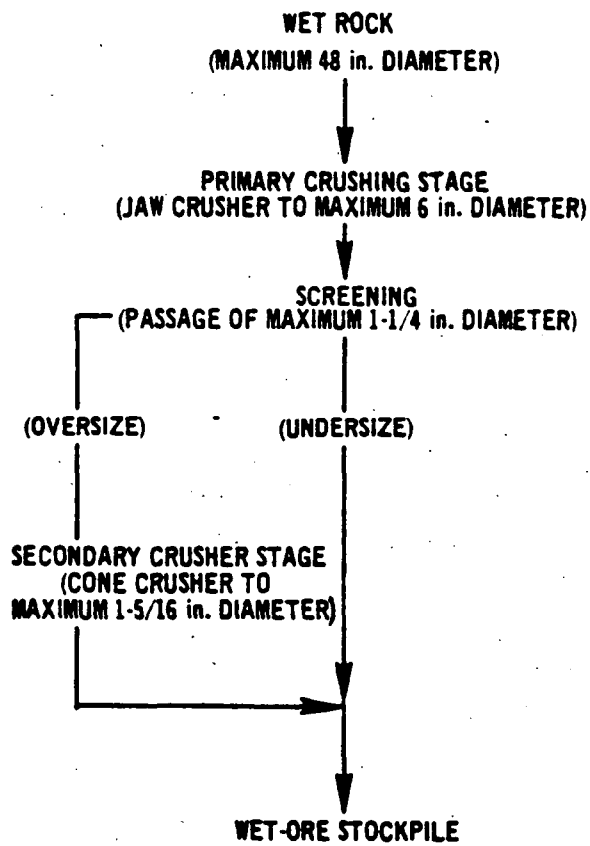 WET ROCK
(MAXIMUM 48 in. DIAMETER)
PRIMARY CRUSHING STAGE
(JAW CRUSHER TO MAXIMUM 6 in. DIAMETER)
SCREENING
(PASSAGE OF MAXIMUM 1-1/4 in. DIAMETER)
(OVERSIZE)
(UNDERSIZE)
SECONDARY CRUSHER STAGE
(CONE CRUSHER TO
MAXIMUM 1-5/16 in. DIAMETER)
WET-ORE STOCKPILE